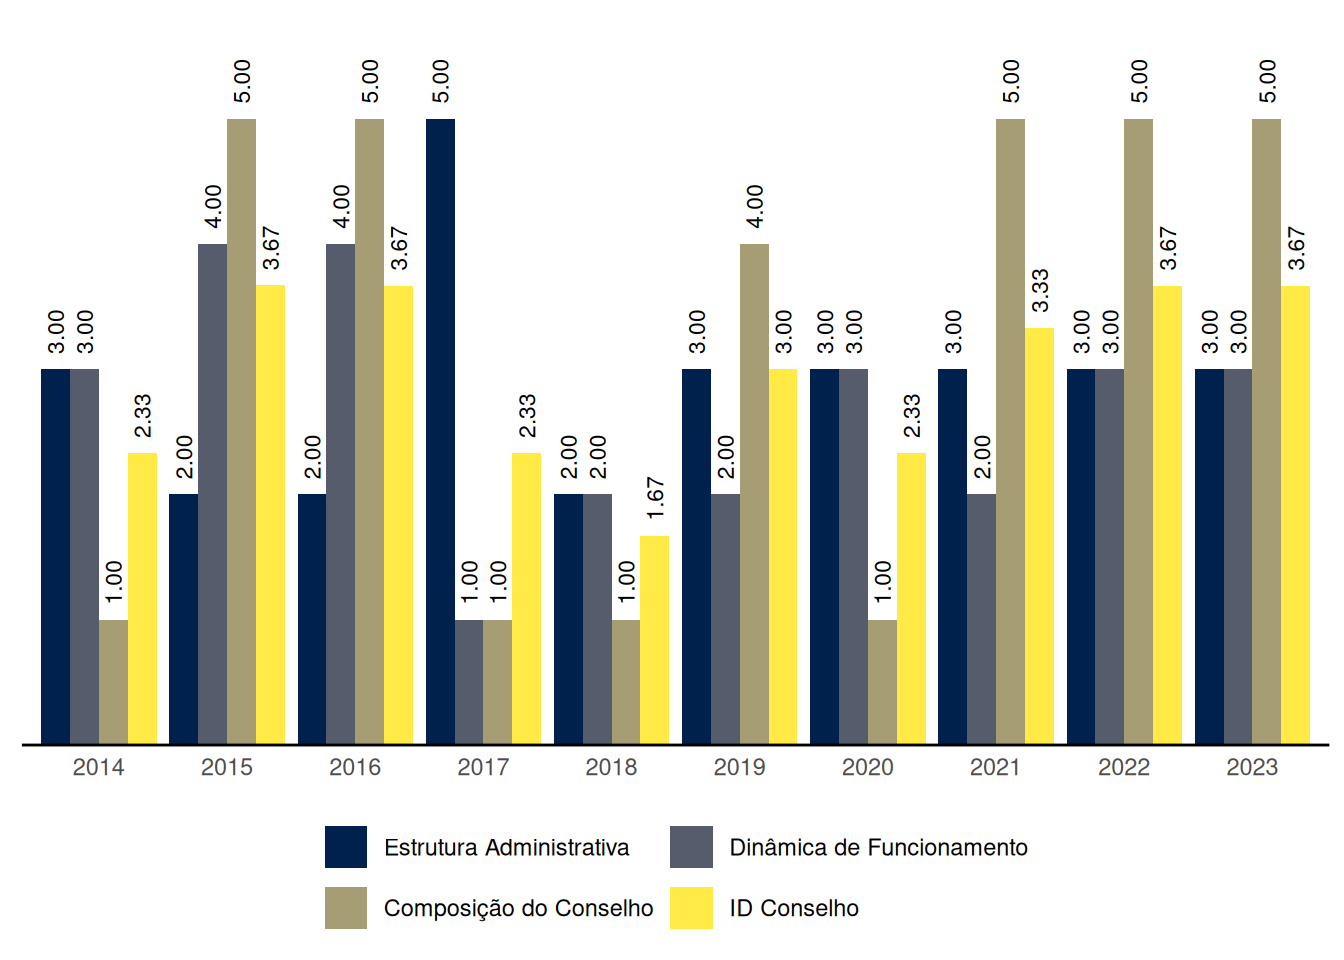 3.00 3.00 1.00 2.33 2.00 4.00 5.00 3.67 2.00 4.00 5.00 3.67 5.00 1.00 1.00 2.33 2.00 2.00 1.00 1.67 3.00 2.00 4.00 3.00 3.00 3.00 1.00 2.33 3.00 2.00 5.00 3.33 3.00 3.00 5.00 3.67 3.00 3.00 5.00 3.67
2014 2015 2016 2017 2018 2019 2020 2021 2022 2023
Estrutura Administrativa Dinâmica de Funcionamento
Composição do Conselho ID Conselho